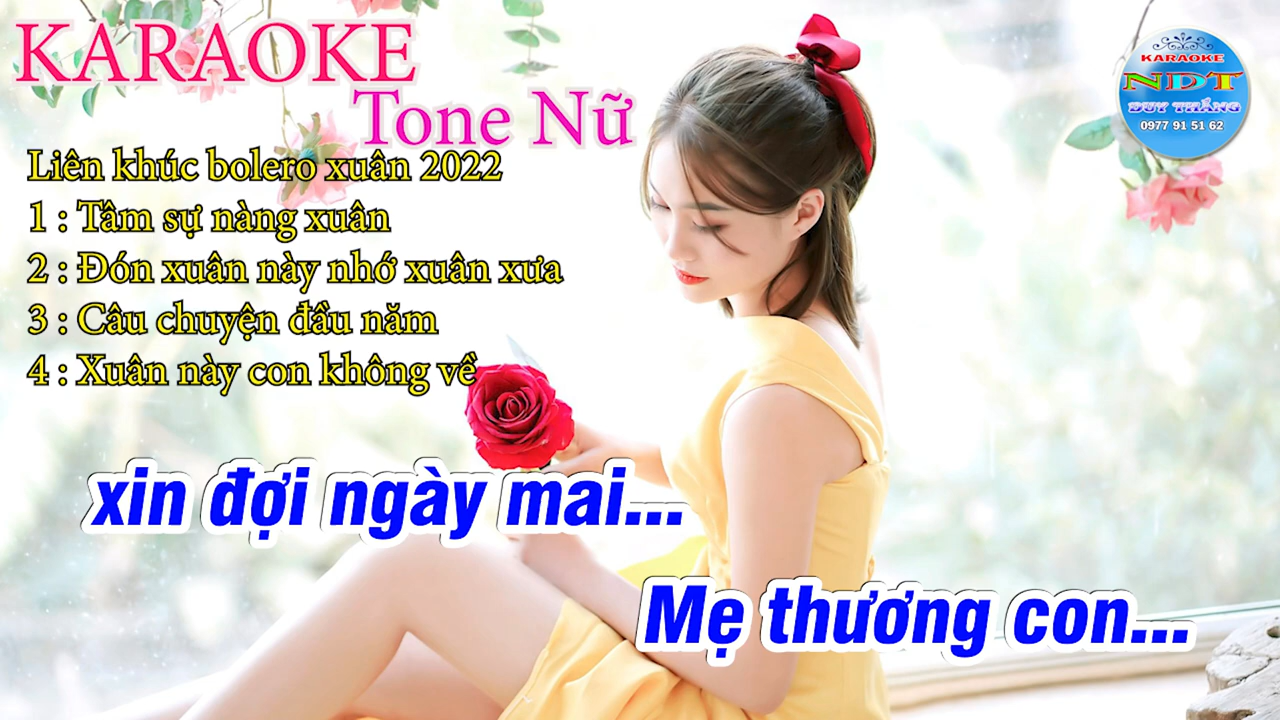 KARAOKE
Tone Nữ
Liên khúc bolero xuân 2022
1 : Tâm sự nàng xuân
2 : Đón xuân này nhớ xuân xưa
3 : Câu chuyện đầu năm
4 : Xuân này con không về
KARAOKE
NDT
DUY THẮNG
0977 91 51 62
xin đợi ngày mai...
Mẹ thương con...